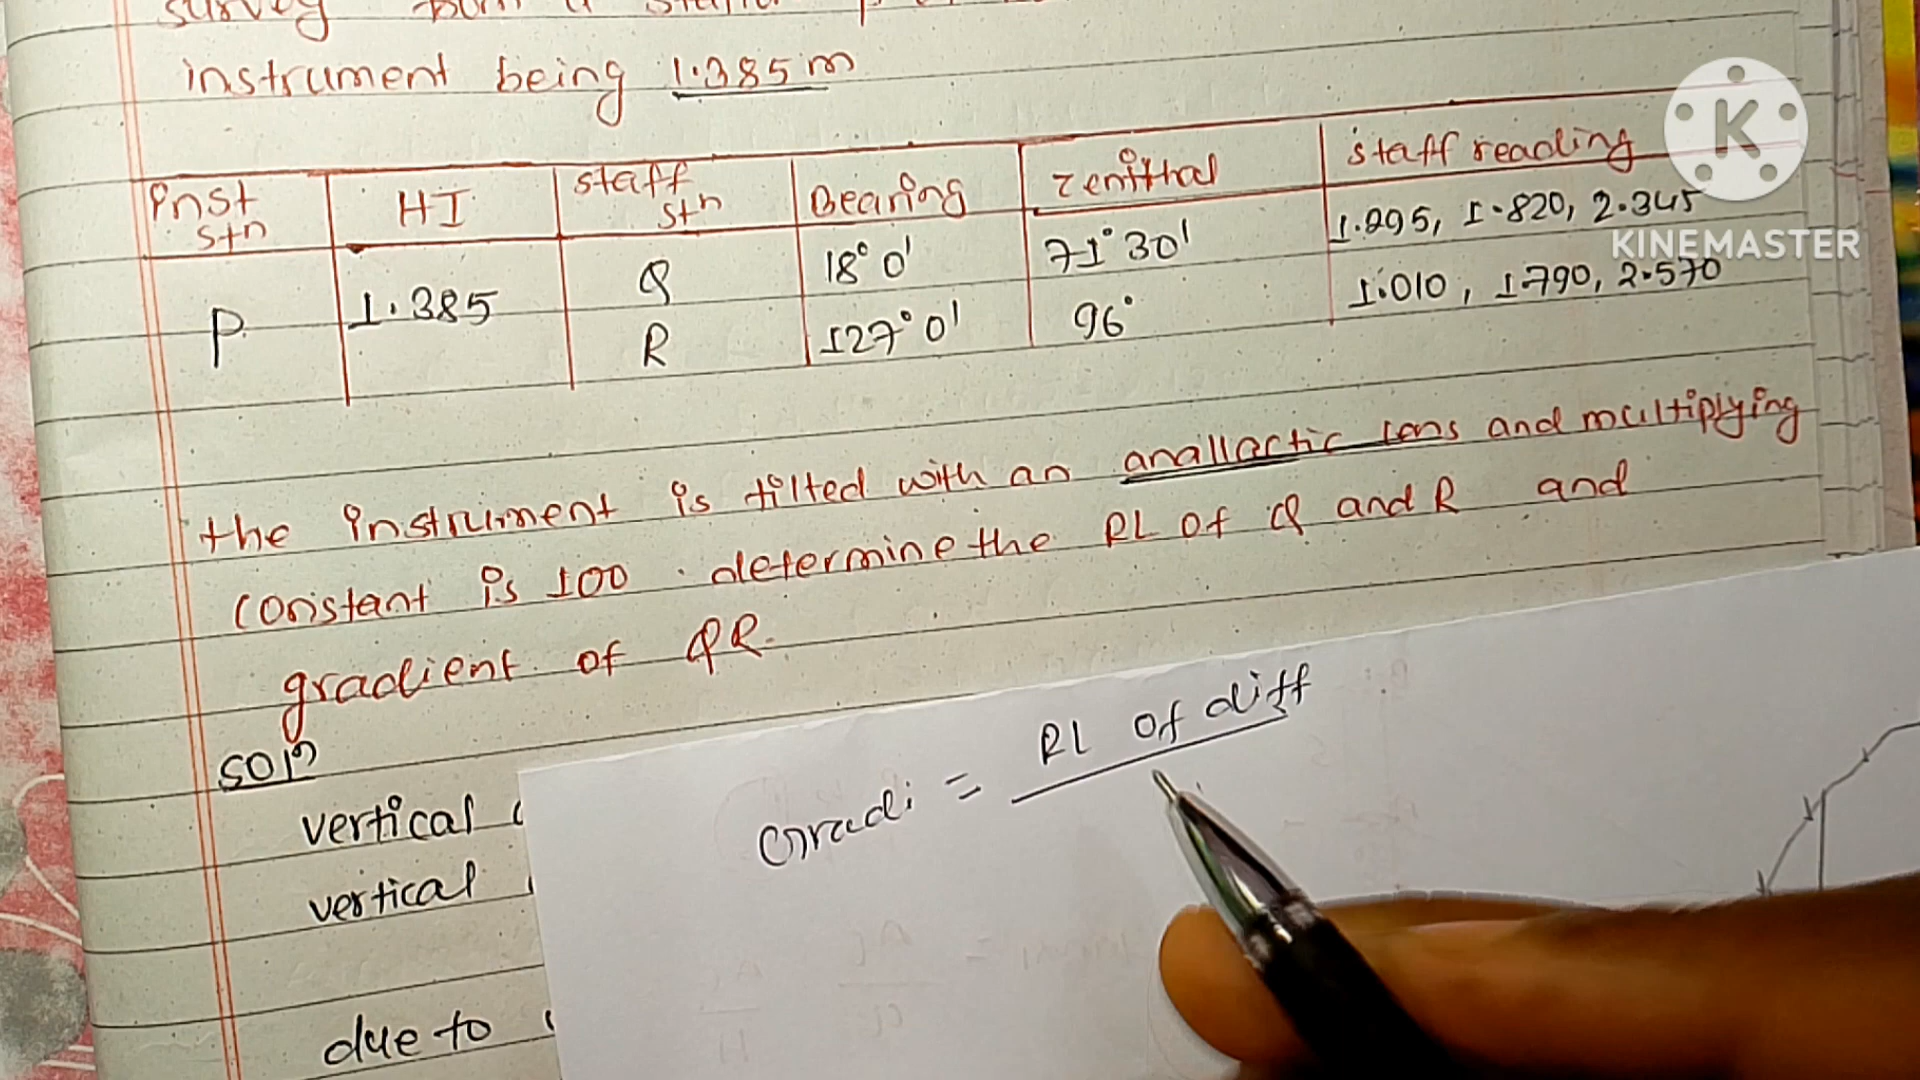 survey
instrument being 1.385m
inst stn HI staff stn Bearing zenithal staff reading
P 1.385 Q 18° 0' 71° 30' 1.295, 1.820, 2.345
R 127° 0' 96° 1.010, 1.790, 2.570
K
KINEMASTER
the instrument is tilted with an anallactic lens and multiplying
constant is 100. determine the RL of Q and R and
gradient of QR.
soln
vertical
vertical
due to
Gradi = RL of diff